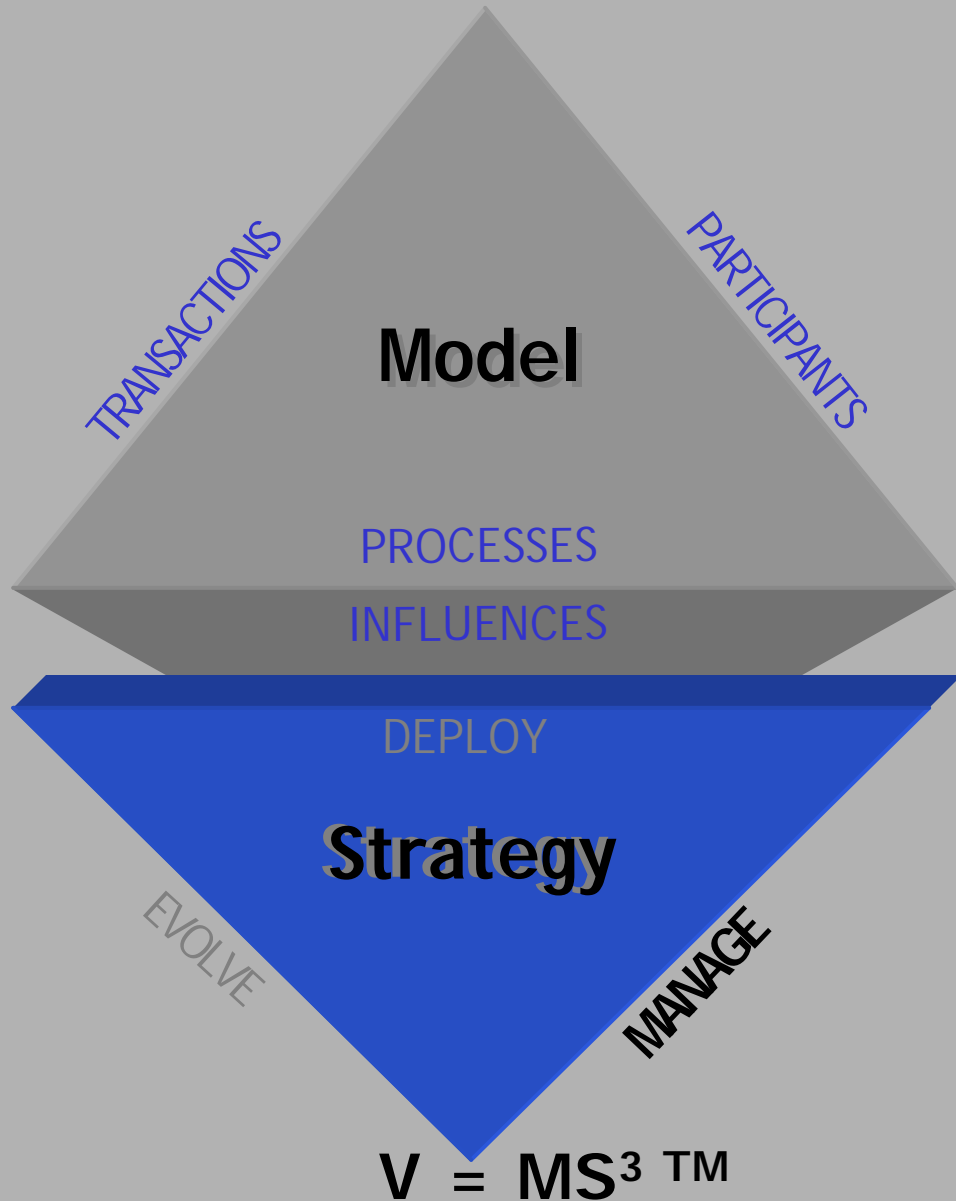 TRANSACTIONS
PARTICIPANTS
Model
PROCESSES
INFLUENCES
DEPLOY
Strategy
EVOLVE
MANAGE
V = MS³ ™